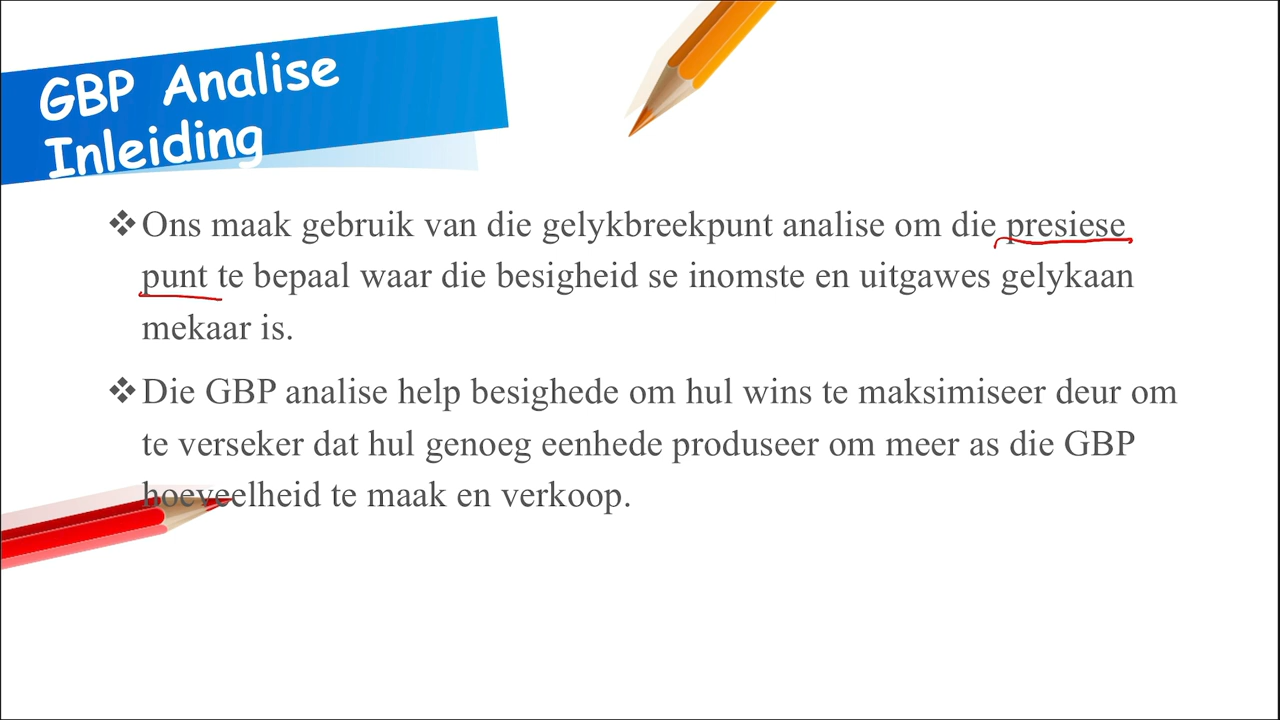 GBP Analise
Inleiding
❖Ons maak gebruik van die gelykbreekpunt analise om die presiese
punt te bepaal waar die besigheid se inomste en uitgawes gelykaan
mekaar is.
❖Die GBP analise help besighede om hul wins te maksimiseer deur om
te verseker dat hul genoeg eenhede produseer om meer as die GBP
hoeveelheid te maak en verkoop.